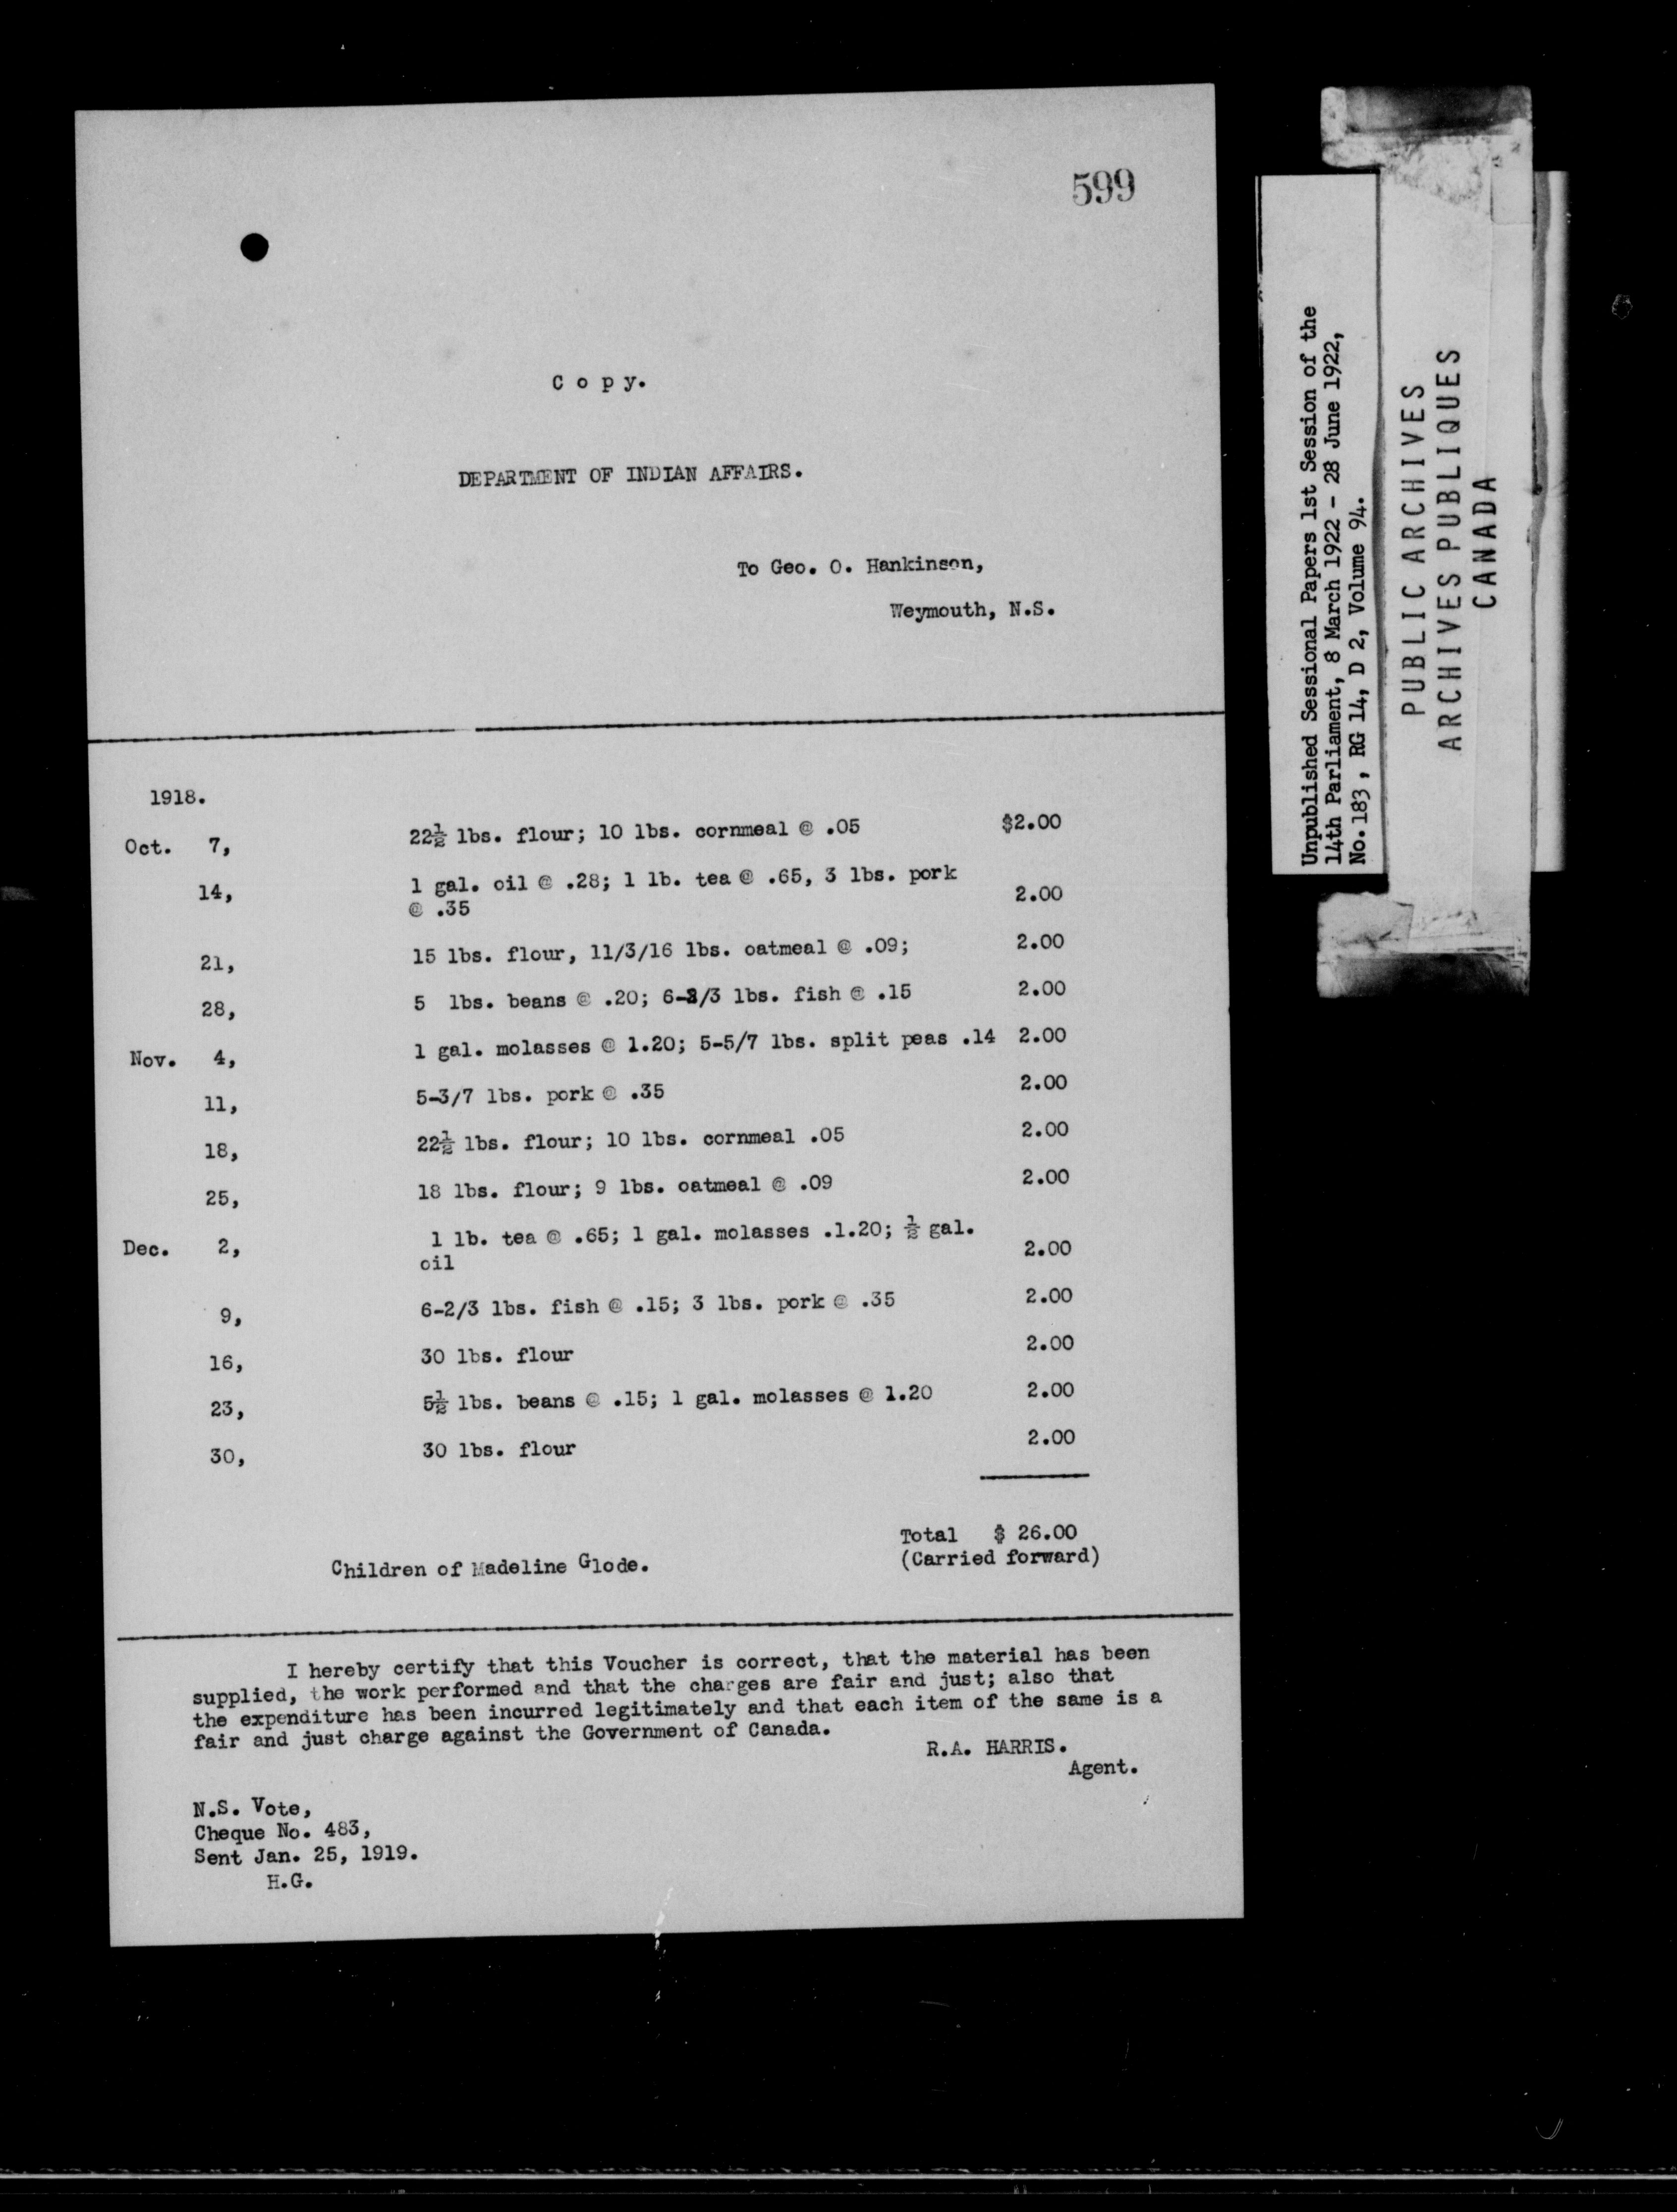 599
Copy.
DEPARTMENT OF INDIAN AFFAIRS.
To Geo. O. Hankinson,
Weymouth, N.S.
1918.
Oct. 7, 22½ lbs. flour; 10 lbs. cornmeal @ .05 $2.00
14, 1 gal. oil @ .28; 1 lb. tea @ .65, 3 lbs. pork
@ .35 2.00
21, 15 lbs. flour, 11/3/16 lbs. oatmeal @ .09; 2.00
28, 5 lbs. beans @ .20; 6-2/3 lbs. fish @ .15 2.00
Nov. 4, 1 gal. molasses @ 1.20; 5-5/7 lbs. split peas .14 2.00
11, 5-3/7 lbs. pork @ .35 2.00
18, 22½ lbs. flour; 10 lbs. cornmeal .05 2.00
25, 18 lbs. flour; 9 lbs. oatmeal @ .09 2.00
Dec. 2, 1 lb. tea @ .65; 1 gal. molasses .1.20; ½ gal.
oil 2.00
9, 6-2/3 lbs. fish @ .15; 3 lbs. pork @ .35 2.00
16, 30 lbs. flour 2.00
23, 5½ lbs. beans @ .15; 1 gal. molasses @ 1.20 2.00
30, 30 lbs. flour 2.00
Total $ 26.00
(Carried forward)
Children of Madeline Glode.
I hereby certify that this Voucher is correct, that the material has been
supplied, the work performed and that the charges are fair and just; also that
the expenditure has been incurred legitimately and that each item of the same is a
fair and just charge against the Government of Canada.
R.A. HARRIS.
Agent.
N.S. Vote,
Cheque No. 483,
Sent Jan. 25, 1919.
H.G.
Unpublished Sessional Papers 1st Session of the
14th Parliament, 8 March 1922 - 28 June 1922,
No. 183, RG 14, D 2, Volume 94.
PUBLIC ARCHIVES
ARCHIVES PUBLIQUES
CANADA